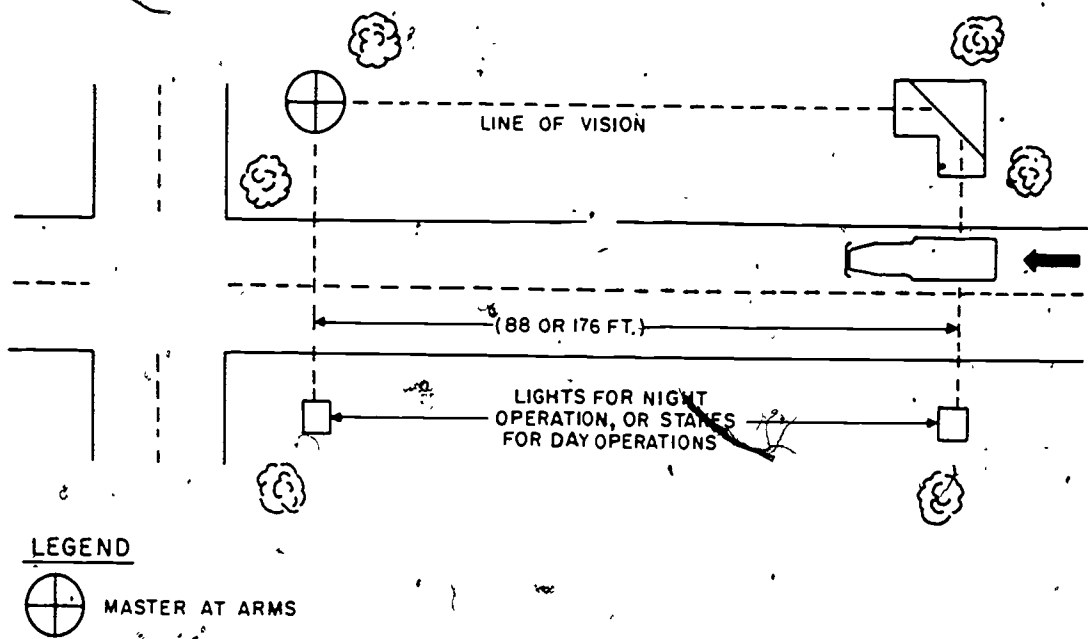 LINE OF VISION
(88 OR 176 FT.)
LIGHTS FOR NIGHT
OPERATION, OR STAKES
FOR DAY OPERATIONS
LEGEND
MASTER AT ARMS